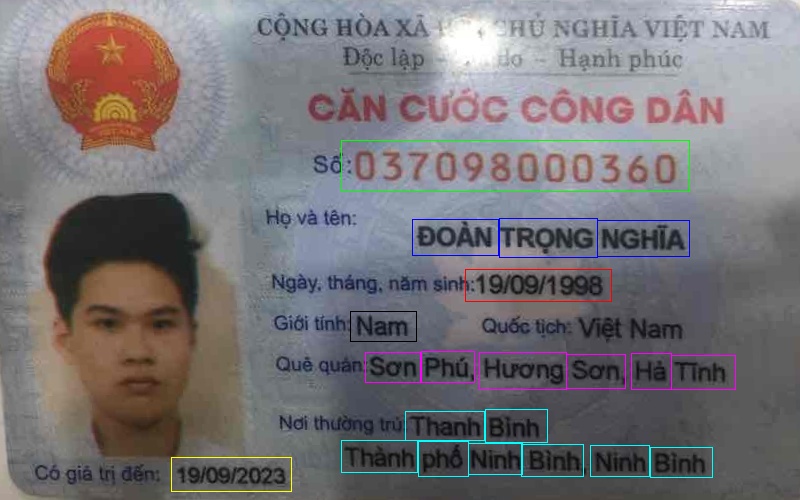 CỘNG HÒA XÃ CHỦ NGHĨA VIỆT NAM
Độc lập - do - Hạnh phúc
CĂN CƯỚC CÔNG DÂN
Số: 037098000360
Họ và tên:
ĐOÀN TRỌNG NGHĨA
Ngày, tháng, năm sinh: 19/09/1998
Giới tính: Nam Quốc tịch: Việt Nam
Quê quán: Sơn Phú, Hương Sơn, Hà Tĩnh
Nơi thường trú: Thanh Bình
Thành phố Ninh Bình, Ninh Bình
Có giá trị đến: 19/09/2023